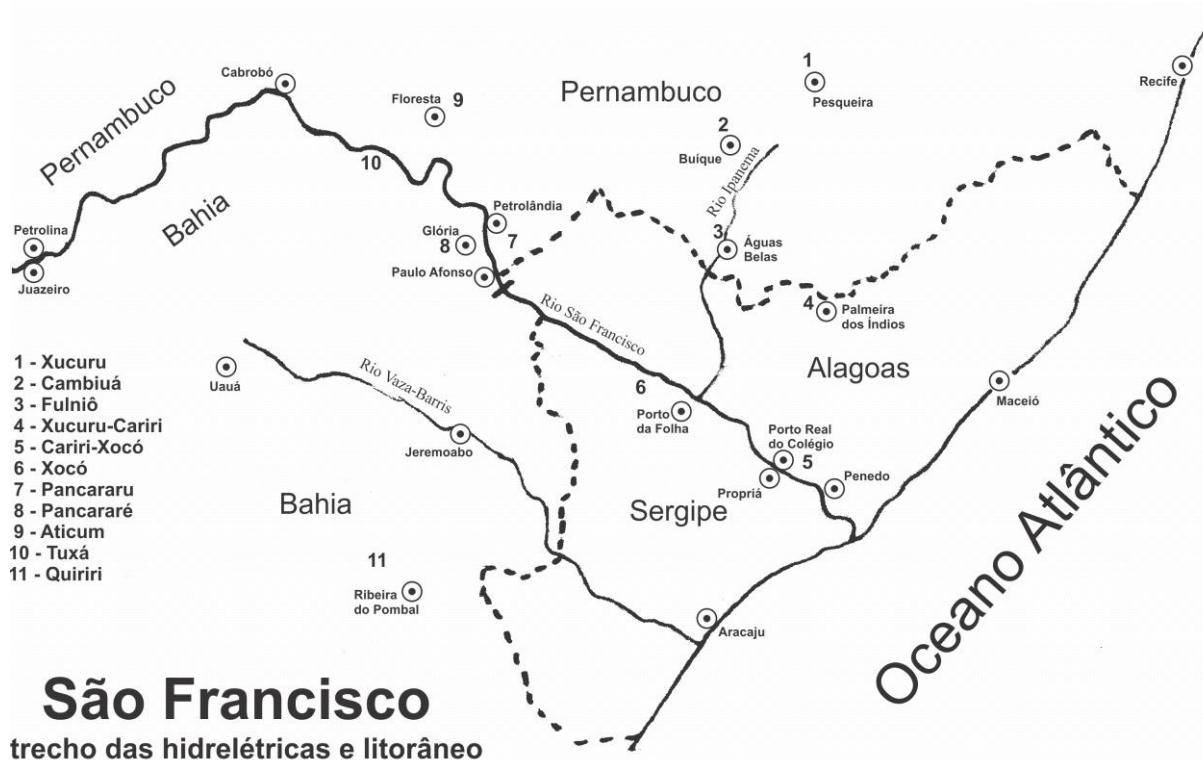 1
Recife
Cabrobó
Pernambuco
Pesqueira
Floresta 9
Pernambuco
2
Buíque
10
Rio Ipanema
Bahia
Petrolândia
Petrolina
Glória
8
7
3
Águas
Belas
Paulo Afonso
Juazeiro
Rio São Francisco
4
Palmeira
dos Índios
Alagoas
1 - Xucuru
2 - Cambiuá
3 - Fulniô
4 - Xucuru-Cariri
5 - Cariri-Xocó
6 - Xocó
7 - Pancararu
8 - Pancararé
9 - Aticum
10 - Tuxá
11 - Quiriri
Uauá
Rio Vaza-Barris
6
Porto
da Folha
Maceió
Jeremoabo
Porto Real
do Colégio
5
Penedo
Propriá
Bahia
Sergipe
Oceano Atlântico
11
Ribeira
do Pombal
Aracaju
São Francisco
trecho das hidrelétricas e litorâneo